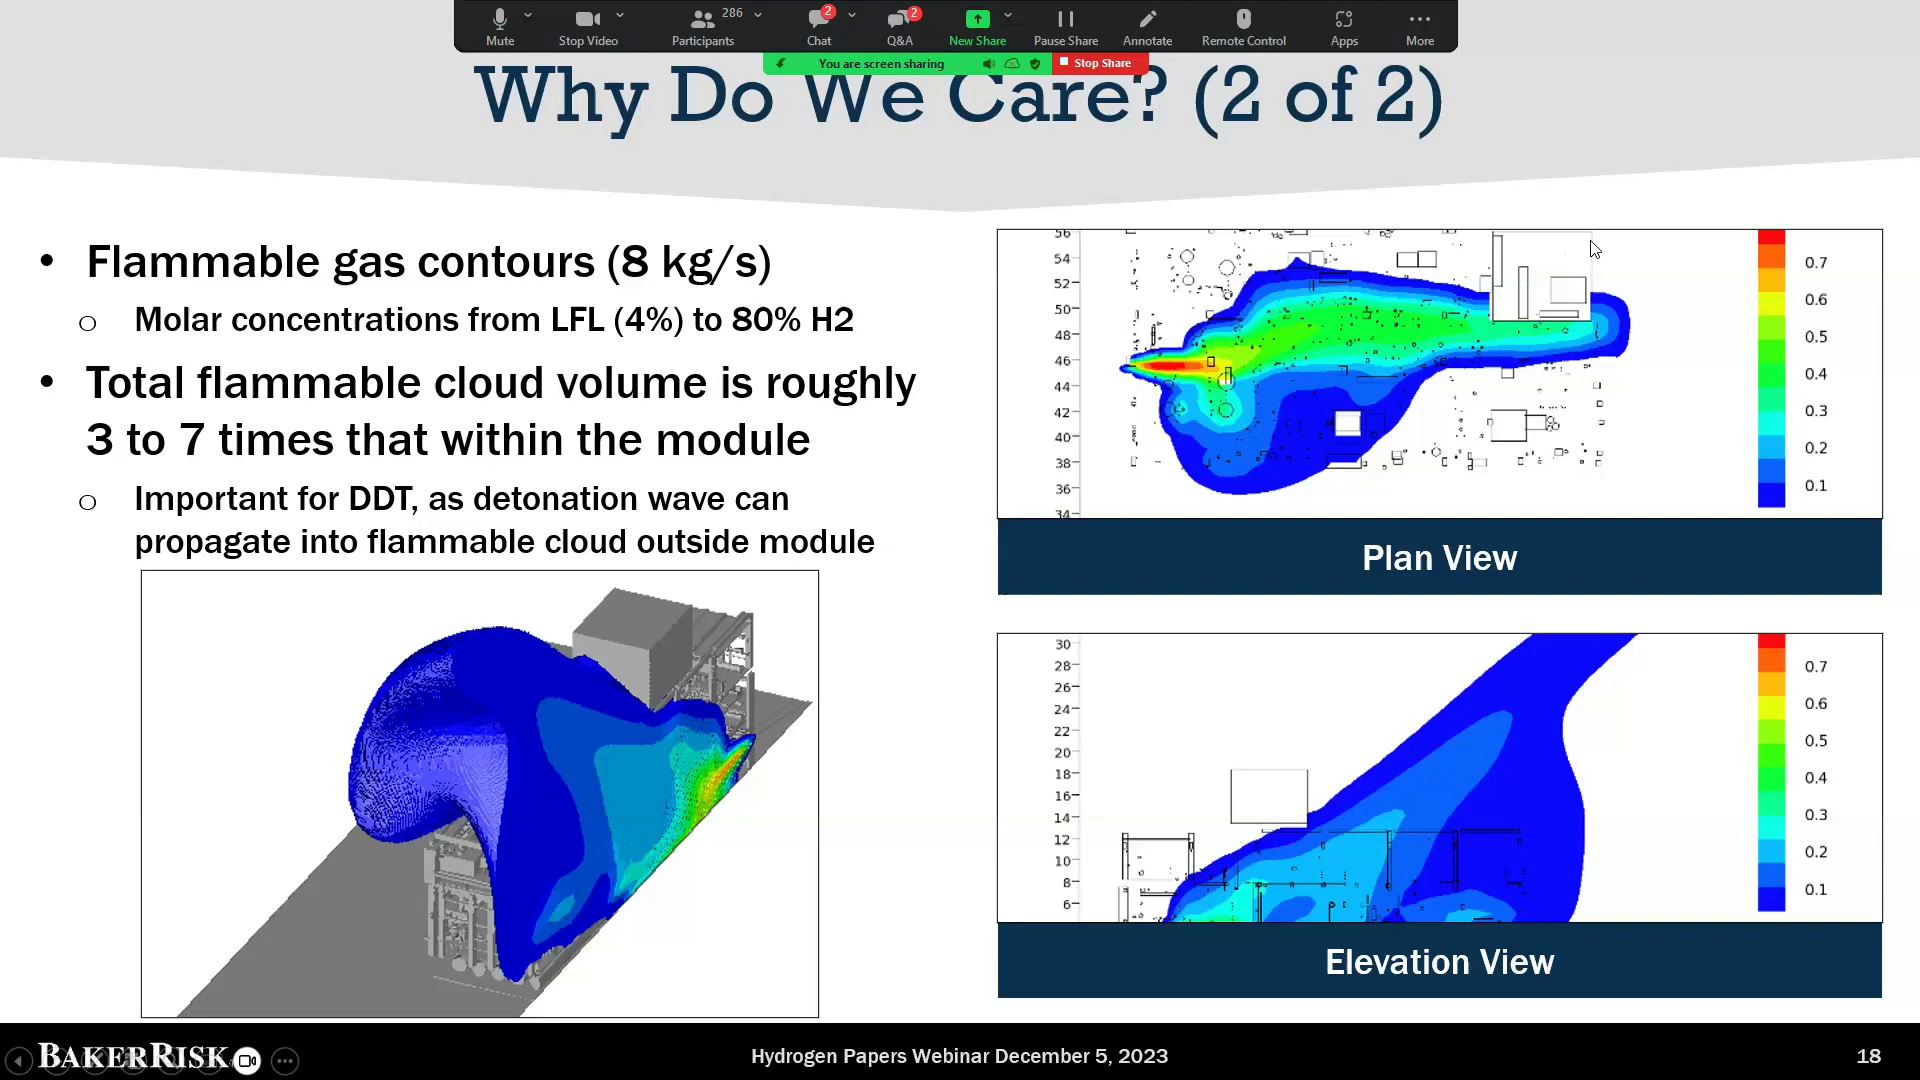 Mute
Stop Video
286
Participants
2
Chat
2
Q&A
New Share
Pause Share
Annotate
Remote Control
Apps
More
You are screen sharing
Stop Share
Why Do We Care? (2 of 2)
• Flammable gas contours (8 kg/s)
o Molar concentrations from LFL (4%) to 80% H2
• Total flammable cloud volume is roughly
3 to 7 times that within the module
o Important for DDT, as detonation wave can
propagate into flammable cloud outside module
56
54
52
50
48
46
44
42
40
38
36
34
0.7
0.6
0.5
0.4
0.3
0.2
0.1
Plan View
30
28
26
24
22
20
18
16
14
12
10
8
6
0.7
0.6
0.5
0.4
0.3
0.2
0.1
Elevation View
BAKERRISK
Hydrogen Papers Webinar December 5, 2023
18